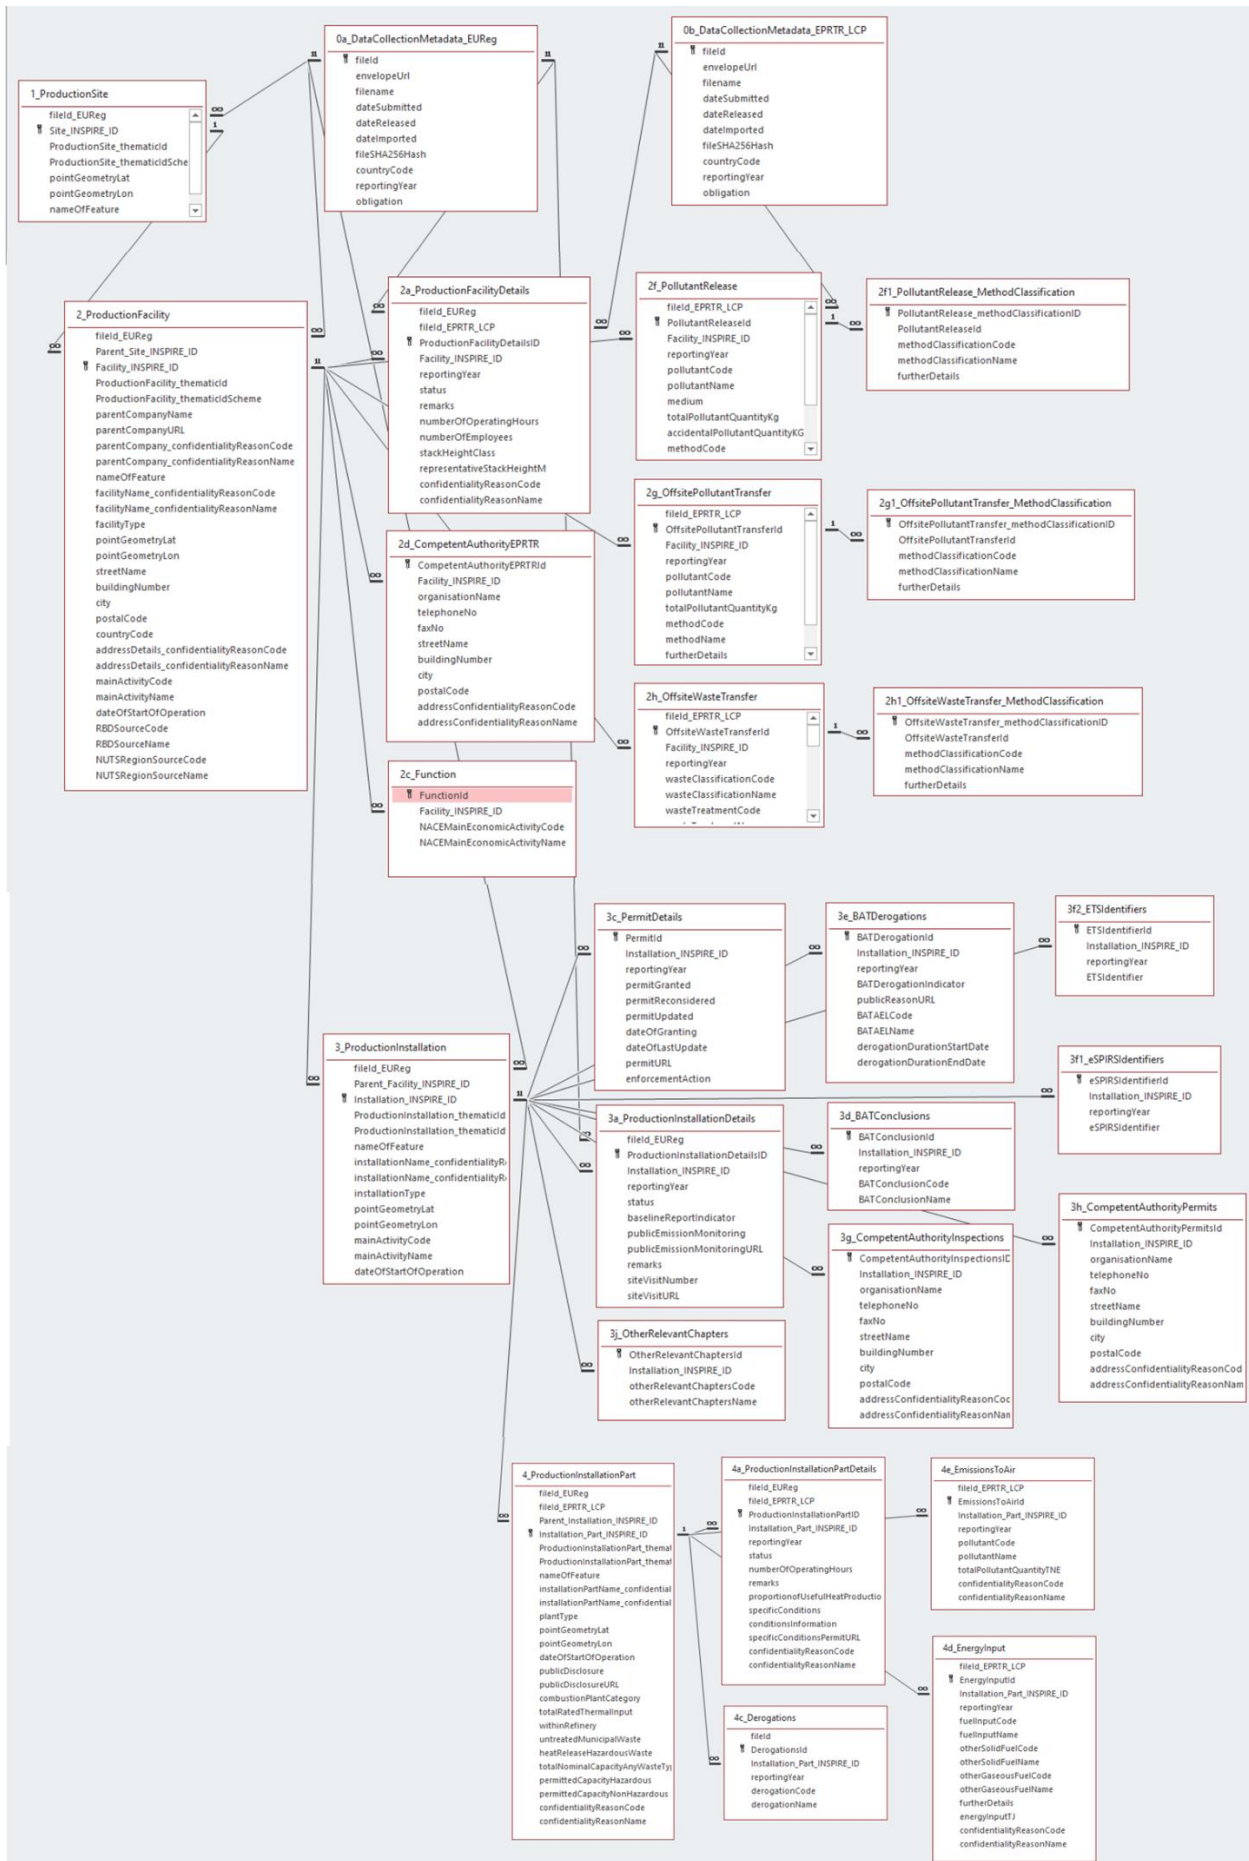 0a_DataCollectionMetadata_EUReg
fileId
envelopeUrl
filename
dateSubmitted
dateReleased
dateImported
fileSHA256Hash
countryCode
reportingYear
obligation
0b_DataCollectionMetadata_EPRTR_LCP
fileId
envelopeUrl
filename
dateSubmitted
dateReleased
dateImported
fileSHA256Hash
countryCode
reportingYear
obligation
1_ProductionSite
fileId_EUReg
Site_INSPIRE_ID
ProductionSite_thematicId
ProductionSite_thematicIdSche
pointGeometryLat
pointGeometryLon
nameOfFeature
2_ProductionFacility
fileId_EUReg
Parent_Site_INSPIRE_ID
Facility_INSPIRE_ID
ProductionFacility_thematicId
ProductionFacility_thematicIdScheme
parentCompanyName
parentCompanyURL
parentCompany_confidentialityReasonCode
parentCompany_confidentialityReasonName
nameOfFeature
facilityName_confidentialityReasonCode
facilityName_confidentialityReasonName
facilityType
pointGeometryLat
pointGeometryLon
streetName
buildingNumber
city
postalCode
countryCode
addressDetails_confidentialityReasonCode
addressDetails_confidentialityReasonName
mainActivityCode
mainActivityName
dateOfStartOfOperation
RBDSourceCode
RBDSourceName
NUTSRegionSourceCode
NUTSRegionSourceName
2a_ProductionFacilityDetails
fileId_EUReg
fileId_EPRTR_LCP
ProductionFacilityDetailsID
Facility_INSPIRE_ID
reportingYear
status
remarks
numberOfOperatingHours
numberOfEmployees
stackHeightClass
representativeStackHeightM
confidentialityReasonCode
confidentialityReasonName
2f_PollutantRelease
fileId_EPRTR_LCP
PollutantReleaseId
Facility_INSPIRE_ID
reportingYear
pollutantCode
pollutantName
medium
totalPollutantQuantityKg
accidentalPollutantQuantityKG
methodCode
2f1_PollutantRelease_MethodClassification
PollutantRelease_methodClassificationID
PollutantReleaseId
methodClassificationCode
methodClassificationName
furtherDetails
2g_OffsitePollutantTransfer
fileId_EPRTR_LCP
OffsitePollutantTransferId
Facility_INSPIRE_ID
reportingYear
pollutantCode
pollutantName
totalPollutantQuantityKg
methodCode
methodName
furtherDetails
2g1_OffsitePollutantTransfer_MethodClassification
OffsitePollutantTransfer_methodClassificationID
OffsitePollutantTransferId
methodClassificationCode
methodClassificationName
furtherDetails
2d_CompetentAuthorityEPRTR
CompetentAuthorityEPRTRId
Facility_INSPIRE_ID
organisationName
telephoneNo
faxNo
streetName
buildingNumber
city
postalCode
addressConfidentialityReasonCode
addressConfidentialityReasonName
2h_OffsiteWasteTransfer
fileId_EPRTR_LCP
OffsiteWasteTransferId
Facility_INSPIRE_ID
reportingYear
wasteClassificationCode
wasteClassificationName
wasteTreatmentCode
2h1_OffsiteWasteTransfer_MethodClassification
OffsiteWasteTransfer_methodClassificationID
OffsiteWasteTransferId
methodClassificationCode
methodClassificationName
furtherDetails
2c_Function
FunctionId
Facility_INSPIRE_ID
NACEMainEconomicActivityCode
NACEMainEconomicActivityName
3_ProductionInstallation
fileId_EUReg
Parent_Facility_INSPIRE_ID
Installation_INSPIRE_ID
ProductionInstallation_thematicId
ProductionInstallation_thematicId
nameOfFeature
installationName_confidentialityR
installationName_confidentialityR
installationType
pointGeometryLat
pointGeometryLon
mainActivityCode
mainActivityName
dateOfStartOfOperation
3c_PermitDetails
PermitId
Installation_INSPIRE_ID
reportingYear
permitGranted
permitReconsidered
permitUpdated
dateOfGranting
dateOfLastUpdate
permitURL
enforcementAction
3e_BATDerogations
BATDerogationId
Installation_INSPIRE_ID
reportingYear
BATDerogationIndicator
publicReasonURL
BATAELCode
BATAELName
derogationDurationStartDate
derogationDurationEndDate
3f2_ETSIdentifiers
ETSIdentifierId
Installation_INSPIRE_ID
reportingYear
ETSIdentifier
3f1_eSPIRSIdentifiers
eSPIRSIdentifierId
Installation_INSPIRE_ID
reportingYear
eSPIRSIdentifier
3a_ProductionInstallationDetails
fileId_EUReg
ProductionInstallationDetailsID
Installation_INSPIRE_ID
reportingYear
status
baselineReportIndicator
publicEmissionMonitoring
publicEmissionMonitoringURL
remarks
siteVisitNumber
siteVisitURL
3d_BATConclusions
BATConclusionId
Installation_INSPIRE_ID
reportingYear
BATConclusionCode
BATConclusionName
3g_CompetentAuthorityInspections
CompetentAuthorityInspectionsID
Installation_INSPIRE_ID
organisationName
telephoneNo
faxNo
streetName
buildingNumber
city
postalCode
addressConfidentialityReasonCod
addressConfidentialityReasonNam
3h_CompetentAuthorityPermits
CompetentAuthorityPermitsId
Installation_INSPIRE_ID
organisationName
telephoneNo
faxNo
streetName
buildingNumber
city
postalCode
addressConfidentialityReasonCod
addressConfidentialityReasonNam
3j_OtherRelevantChapters
OtherRelevantChaptersId
Installation_INSPIRE_ID
otherRelevantChaptersCode
otherRelevantChaptersName
4_ProductionInstallationPart
fileId_EUReg
fileId_EPRTR_LCP
Parent_Installation_INSPIRE_ID
Installation_Part_INSPIRE_ID
ProductionInstallationPart_themat
ProductionInstallationPart_themat
nameOfFeature
installationPartName_confidential
installationPartName_confidential
plantType
pointGeometryLat
pointGeometryLon
dateOfStartOfOperation
publicDisclosure
publicDisclosureURL
combustionPlantCategory
totalRatedThermalInput
withinRefinery
untreatedMunicipalWaste
heatReleaseHazardousWaste
totalNominalCapacityAnyWasteTy
permittedCapacityHazardous
permittedCapacityNonHazardous
confidentialityReasonCode
confidentialityReasonName
4a_ProductionInstallationPartDetails
fileId_EUReg
fileId_EPRTR_LCP
ProductionInstallationPartID
Installation_Part_INSPIRE_ID
reportingYear
status
numberOfOperatingHours
remarks
proportionofUsefulHeatProductio
specificConditions
conditionsInformation
specificConditionsPermitURL
confidentialityReasonCode
confidentialityReasonName
4e_EmissionsToAir
fileId_EPRTR_LCP
EmissionsToAirId
Installation_Part_INSPIRE_ID
reportingYear
pollutantCode
pollutantName
totalPollutantQuantityTNE
confidentialityReasonCode
confidentialityReasonName
4d_EnergyInput
fileId_EPRTR_LCP
EnergyInputId
Installation_Part_INSPIRE_ID
reportingYear
fuelInputCode
fuelInputName
otherSolidFuelCode
otherSolidFuelName
otherGaseousFuelCode
otherGaseousFuelName
furtherDetails
energyInputTJ
confidentialityReasonCode
confidentialityReasonName
4c_Derogations
fileId
DerogationsId
Installation_Part_INSPIRE_ID
reportingYear
derogationCode
derogationName